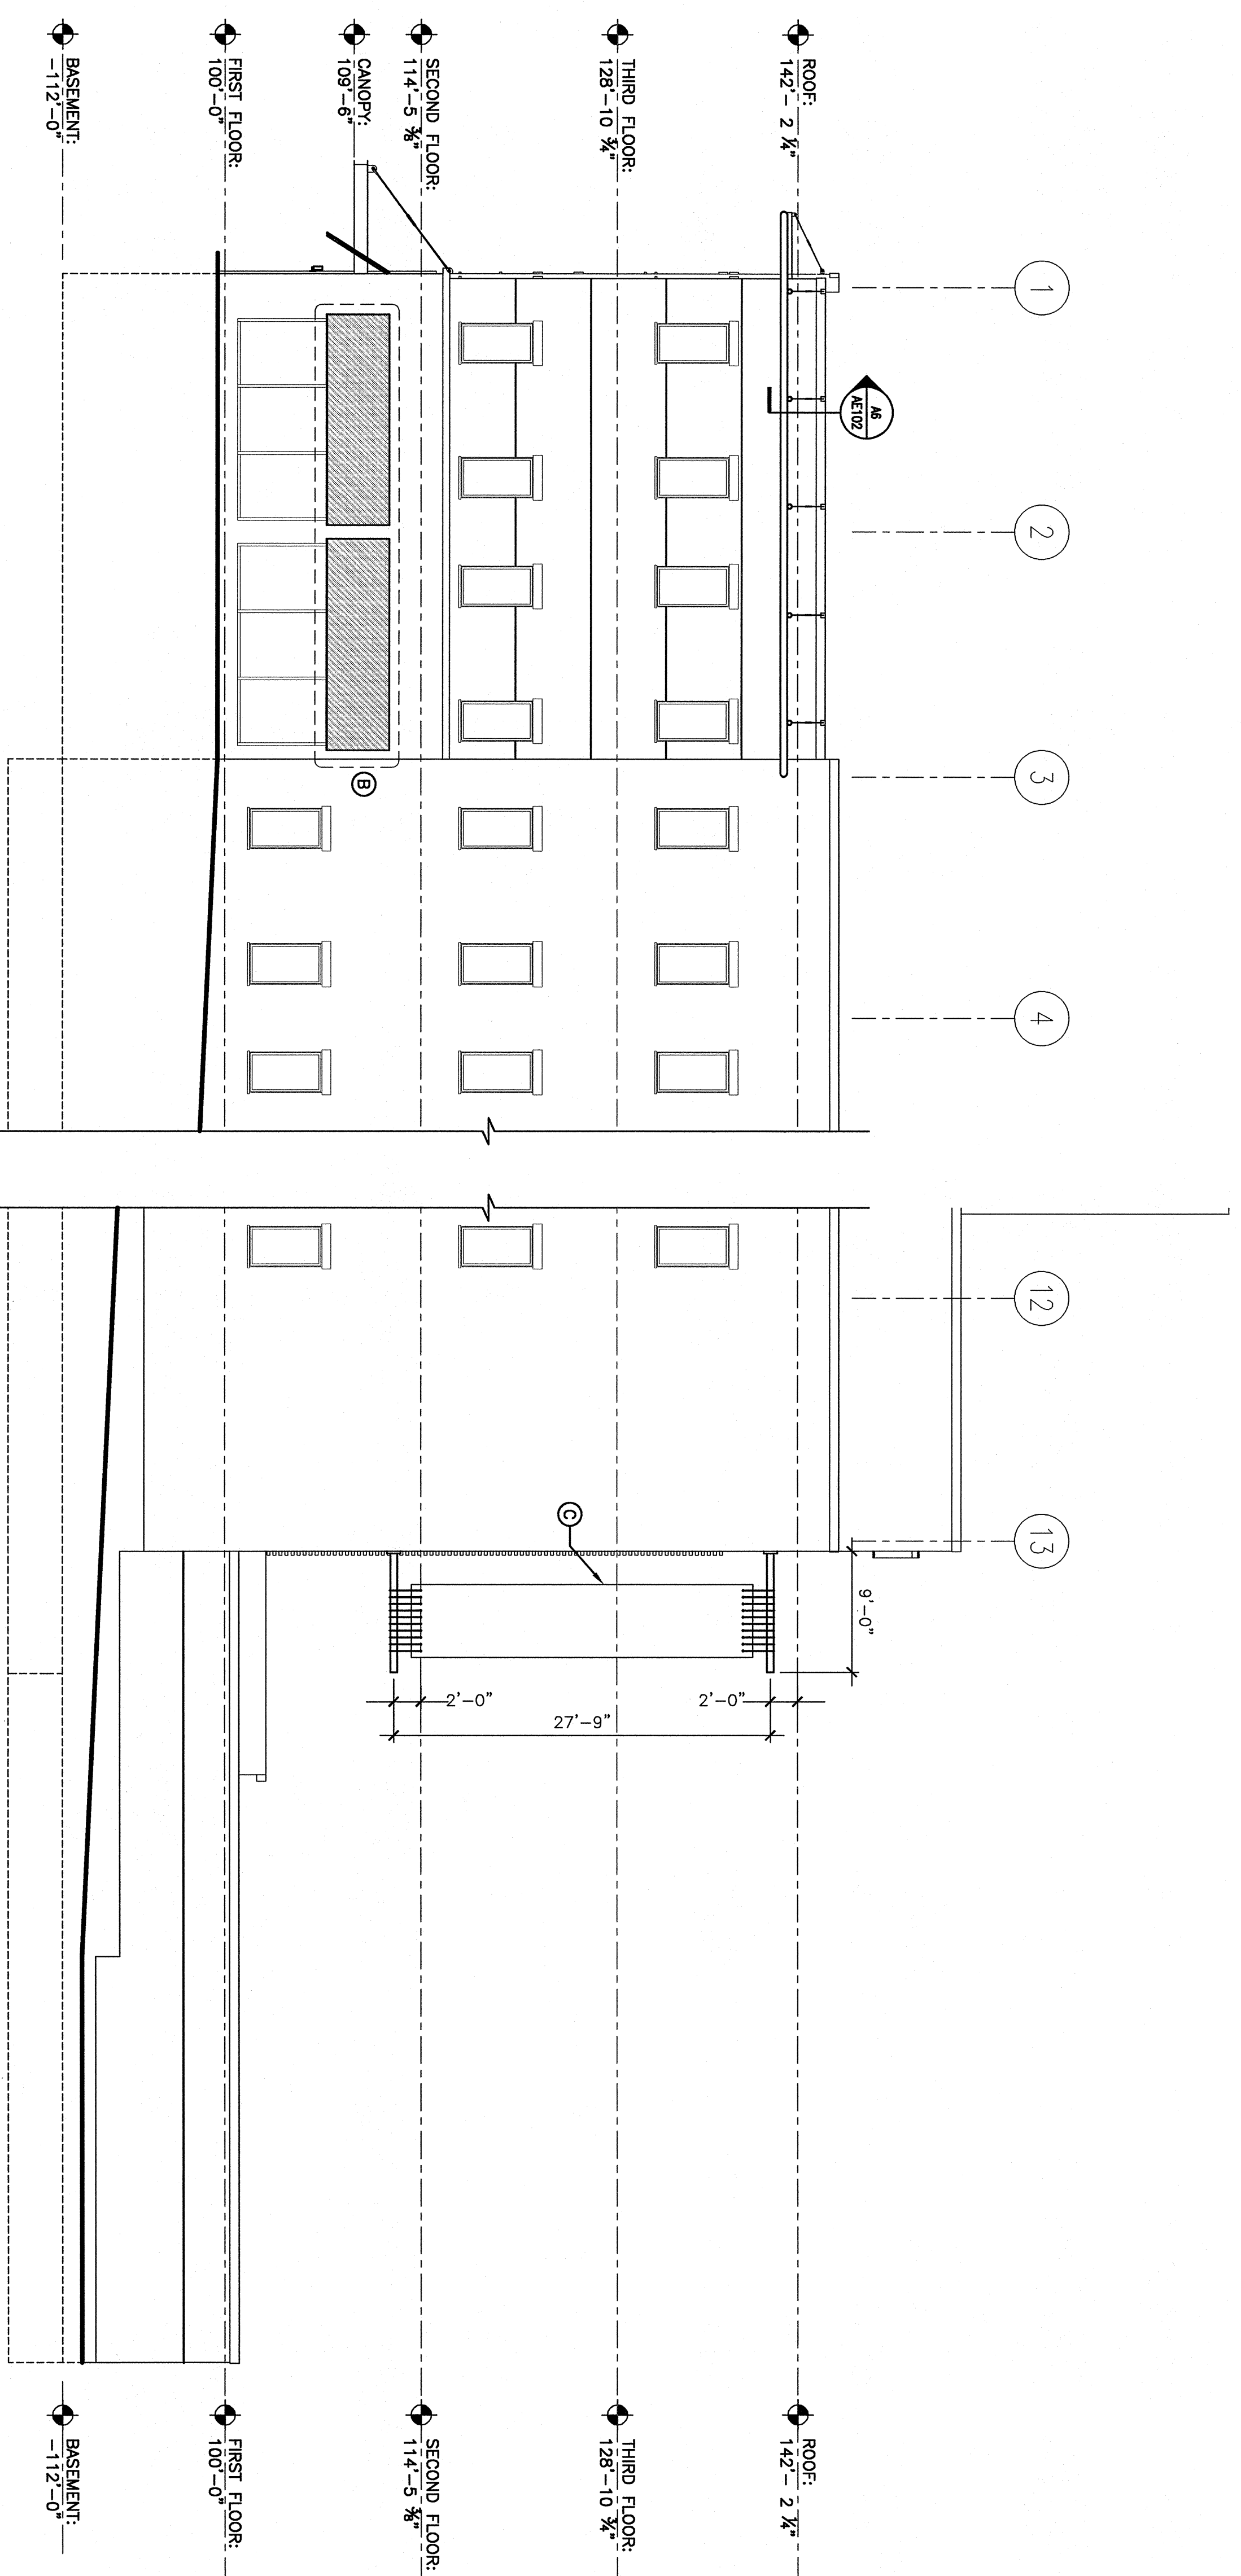 1
2
3
4
12
13
A6
AE102
ROOF:
142'- 2 1/4"
THIRD FLOOR:
128'-10 3/4"
SECOND FLOOR:
114'-5 3/8"
CANOPY:
109'-6"
FIRST FLOOR:
100'-0"
BASEMENT:
-112'-0"
B
C
9'-0"
2'-0"
27'-9"
2'-0"
ROOF:
142'- 2 1/4"
THIRD FLOOR:
128'-10 3/4"
SECOND FLOOR:
114'-5 3/8"
FIRST FLOOR:
100'-0"
BASEMENT:
-112'-0"